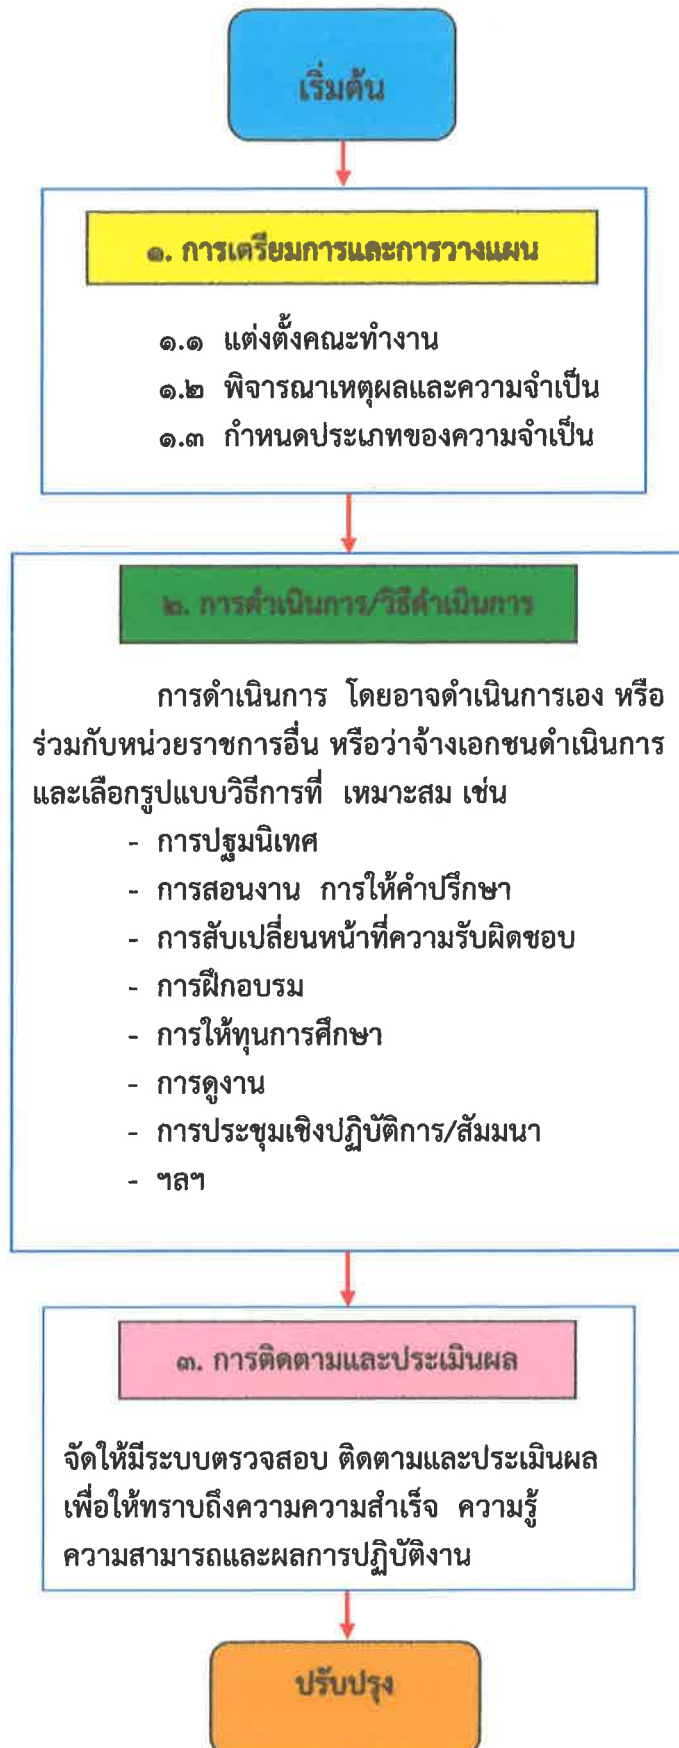 เริ่มต้น
๑. การเตรียมการและการวางแผน
๑.๑ แต่งตั้งคณะทำงาน
๑.๒ พิจารณาเหตุผลและความจำเป็น
๑.๓ กำหนดประเภทของความจำเป็น
๒. การดำเนินการ/วิธีดำเนินการ
การดำเนินการ โดยอาจดำเนินการเอง หรือ
ร่วมกับหน่วยราชการอื่น หรือว่าจ้างเอกชนดำเนินการ
และเลือกรูปแบบวิธีการที่ เหมาะสม เช่น
- การปฐมนิเทศ
- การสอนงาน การให้คำปรึกษา
- การสับเปลี่ยนหน้าที่ความรับผิดชอบ
- การฝึกอบรม
- การให้ทุนการศึกษา
- การดูงาน
- การประชุมเชิงปฏิบัติการ/สัมมนา
- ฯลฯ
๓. การติดตามและประเมินผล
จัดให้มีระบบตรวจสอบ ติดตามและประเมินผล
เพื่อให้ทราบถึงความความสำเร็จ ความรู้
ความสามารถและผลการปฏิบัติงาน
ปรับปรุง